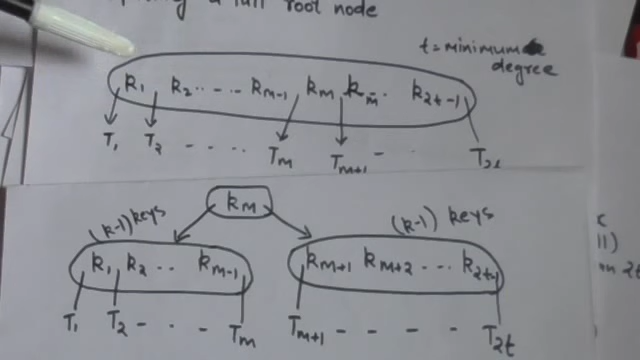 a full root node
t = minimum
degree
k1 k2 .. - .. km-1 km km .. k2t-1
T1 T2 - - . . . Tm Tm+1 - . T2t
km
(k-1) keys (k-1) keys
k1 k2 .. km-1 km+1 km+2 ... k2t-1
T1 T2 - - . - Tm Tm+1 - - - - T2t